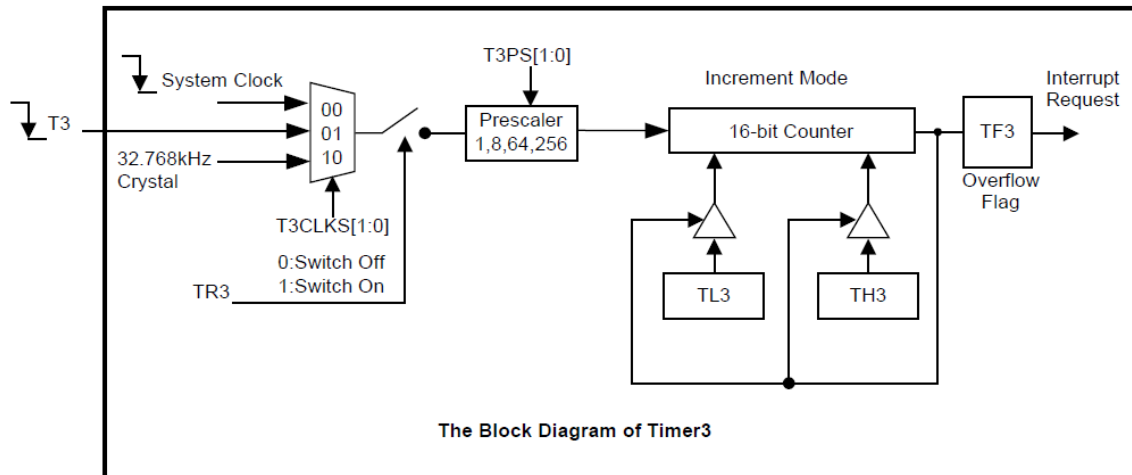 T3PS[1:0]
System Clock
Increment Mode
Interrupt
Request
T3
00
01
10
Prescaler
1,8,64,256
16-bit Counter
TF3
32.768kHz
Crystal
Overflow
Flag
T3CLKS[1:0]
0:Switch Off
1:Switch On
TR3
TL3
TH3
The Block Diagram of Timer3